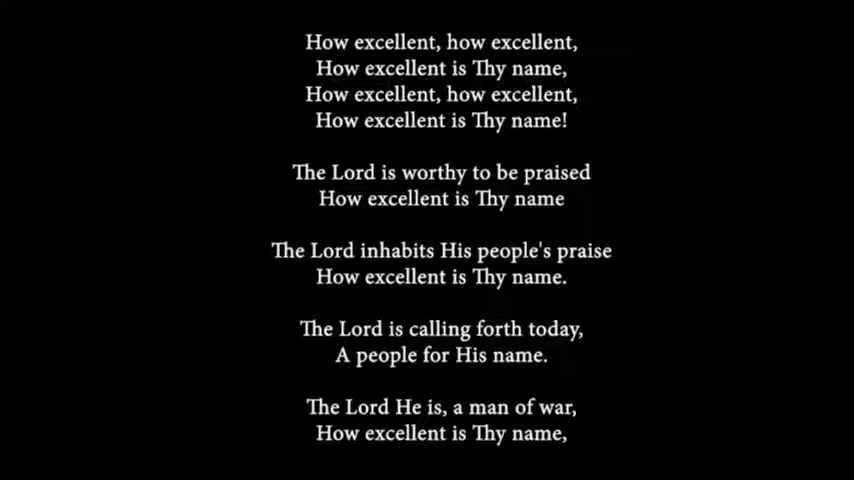 How excellent, how excellent,
How excellent is Thy name,
How excellent, how excellent,
How excellent is Thy name!
The Lord is worthy to be praised
How excellent is Thy name
The Lord inhabits His people's praise
How excellent is Thy name.
The Lord is calling forth today,
A people for His name.
The Lord He is, a man of war,
How excellent is Thy name,